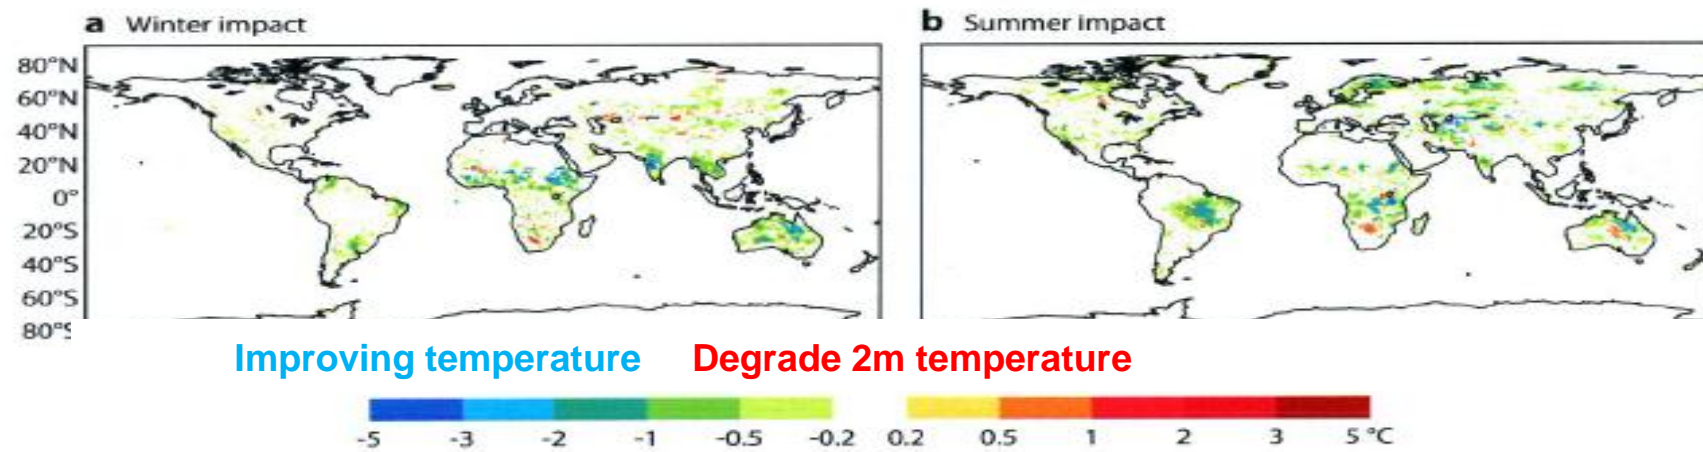 a Winter impact
b Summer impact
80°N
60°N
40°N
20°N
0°
20°S
40°S
60°S
80°S
Improving temperature Degrade 2m temperature
-5 -3 -2 -1 -0.5 -0.2 0.2 0.5 1 2 3 5 °C